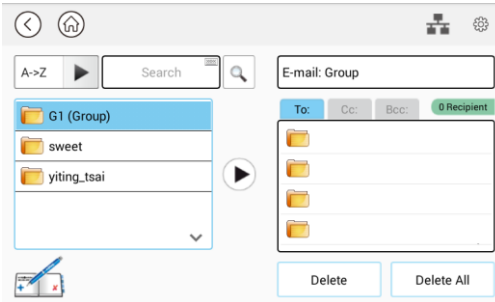 A->Z
Search
E-mail: Group
To:
Cc:
Bcc:
0 Recipient
G1 (Group)
sweet
yiting_tsai
Delete
Delete All